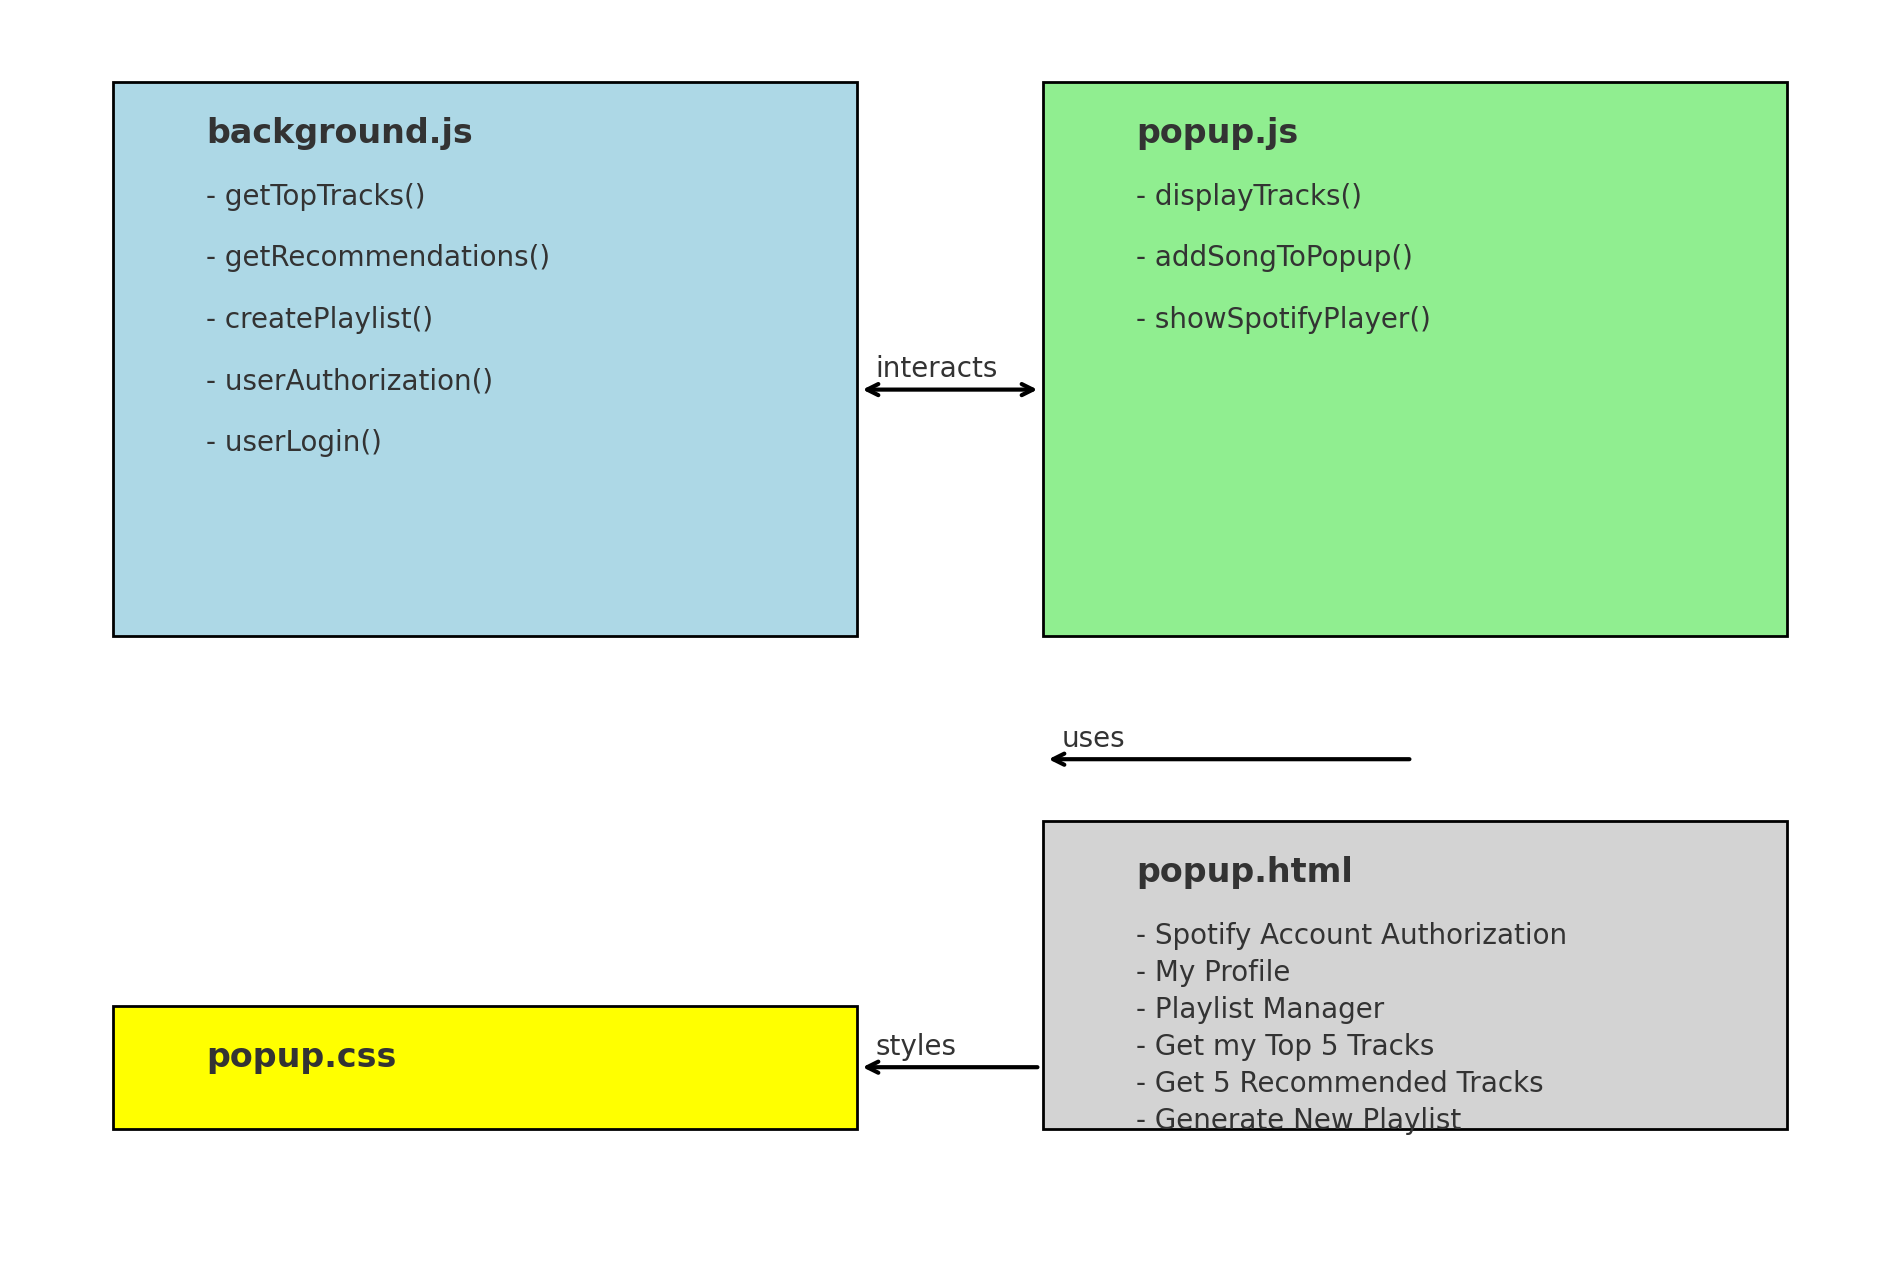 background.js
- getTopTracks()
- getRecommendations()
- createPlaylist()
- userAuthorization()
- userLogin()
interacts
popup.js
- displayTracks()
- addSongToPopup()
- showSpotifyPlayer()
uses
popup.html
- Spotify Account Authorization
- My Profile
- Playlist Manager
- Get my Top 5 Tracks
- Get 5 Recommended Tracks
- Generate New Playlist
styles
popup.css